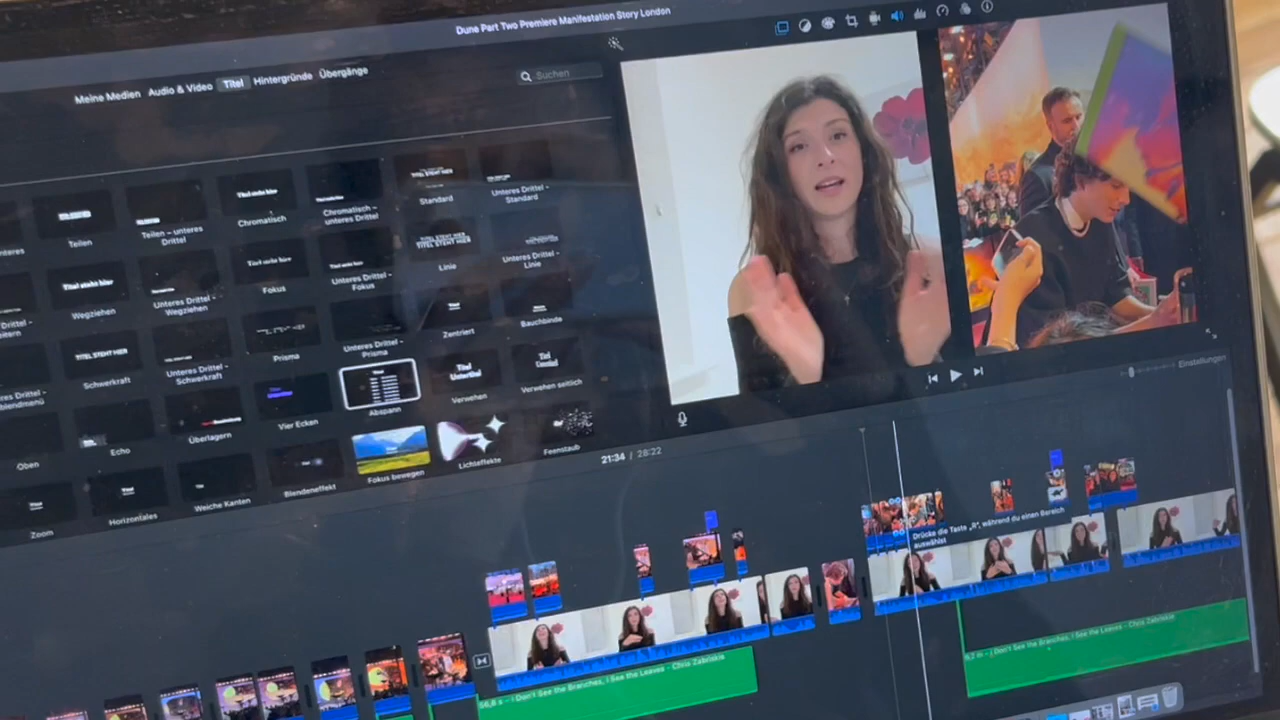 Dune Part Two Premiere Manifestation Story London
Meine Medien Audio & Video Titel Hintergründe Übergänge
Suchen
Teilen
Teilen – unteres Drittel
Chromatisch
Chromatisch – unteres Drittel
Standard
Unteres Drittel - Standard
Wegziehen
Unteres Drittel - Wegziehen
Fokus
Unteres Drittel - Fokus
Linie
Unteres Drittel - Linie
Schwerkraft
Unteres Drittel - Schwerkraft
Prisma
Unteres Drittel - Prisma
Zentriert
Bauchbinde
Oben
Echo
Überlagern
Vier Ecken
Abspann
Verwehen
Verwehen seitlich
Zoom
Horizontales
Weiche Kanten
Blendeneffekt
Fokus bewegen
Lichteffekte
Feenstaub
21:34 / 28:22
Einstellungen
Drücke die Taste „R“, während du einen Bereich
auswählst
I Don't See the Branches, I See the Leaves - Chris Zabriskie
I Don't See the Branches, I See the Leaves - Chris Zabriskie